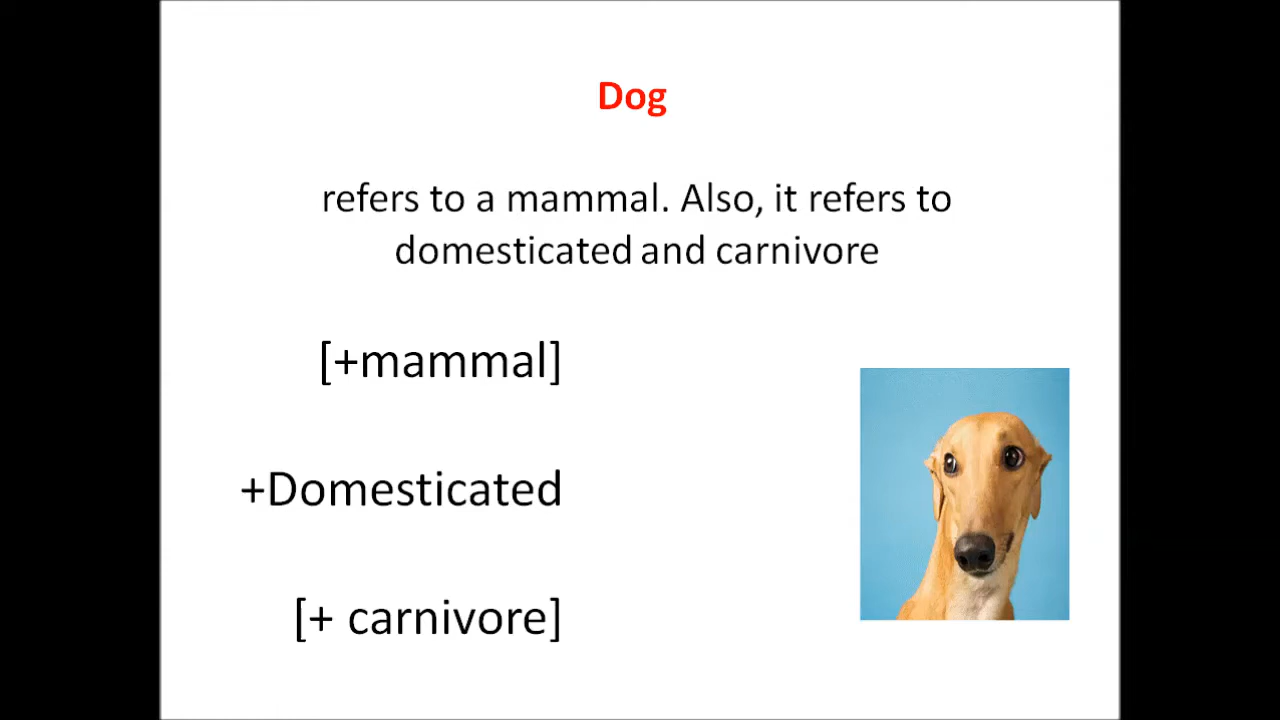 Dog
refers to a mammal. Also, it refers to
domesticated and carnivore
[+mammal]
+Domesticated
[+ carnivore]